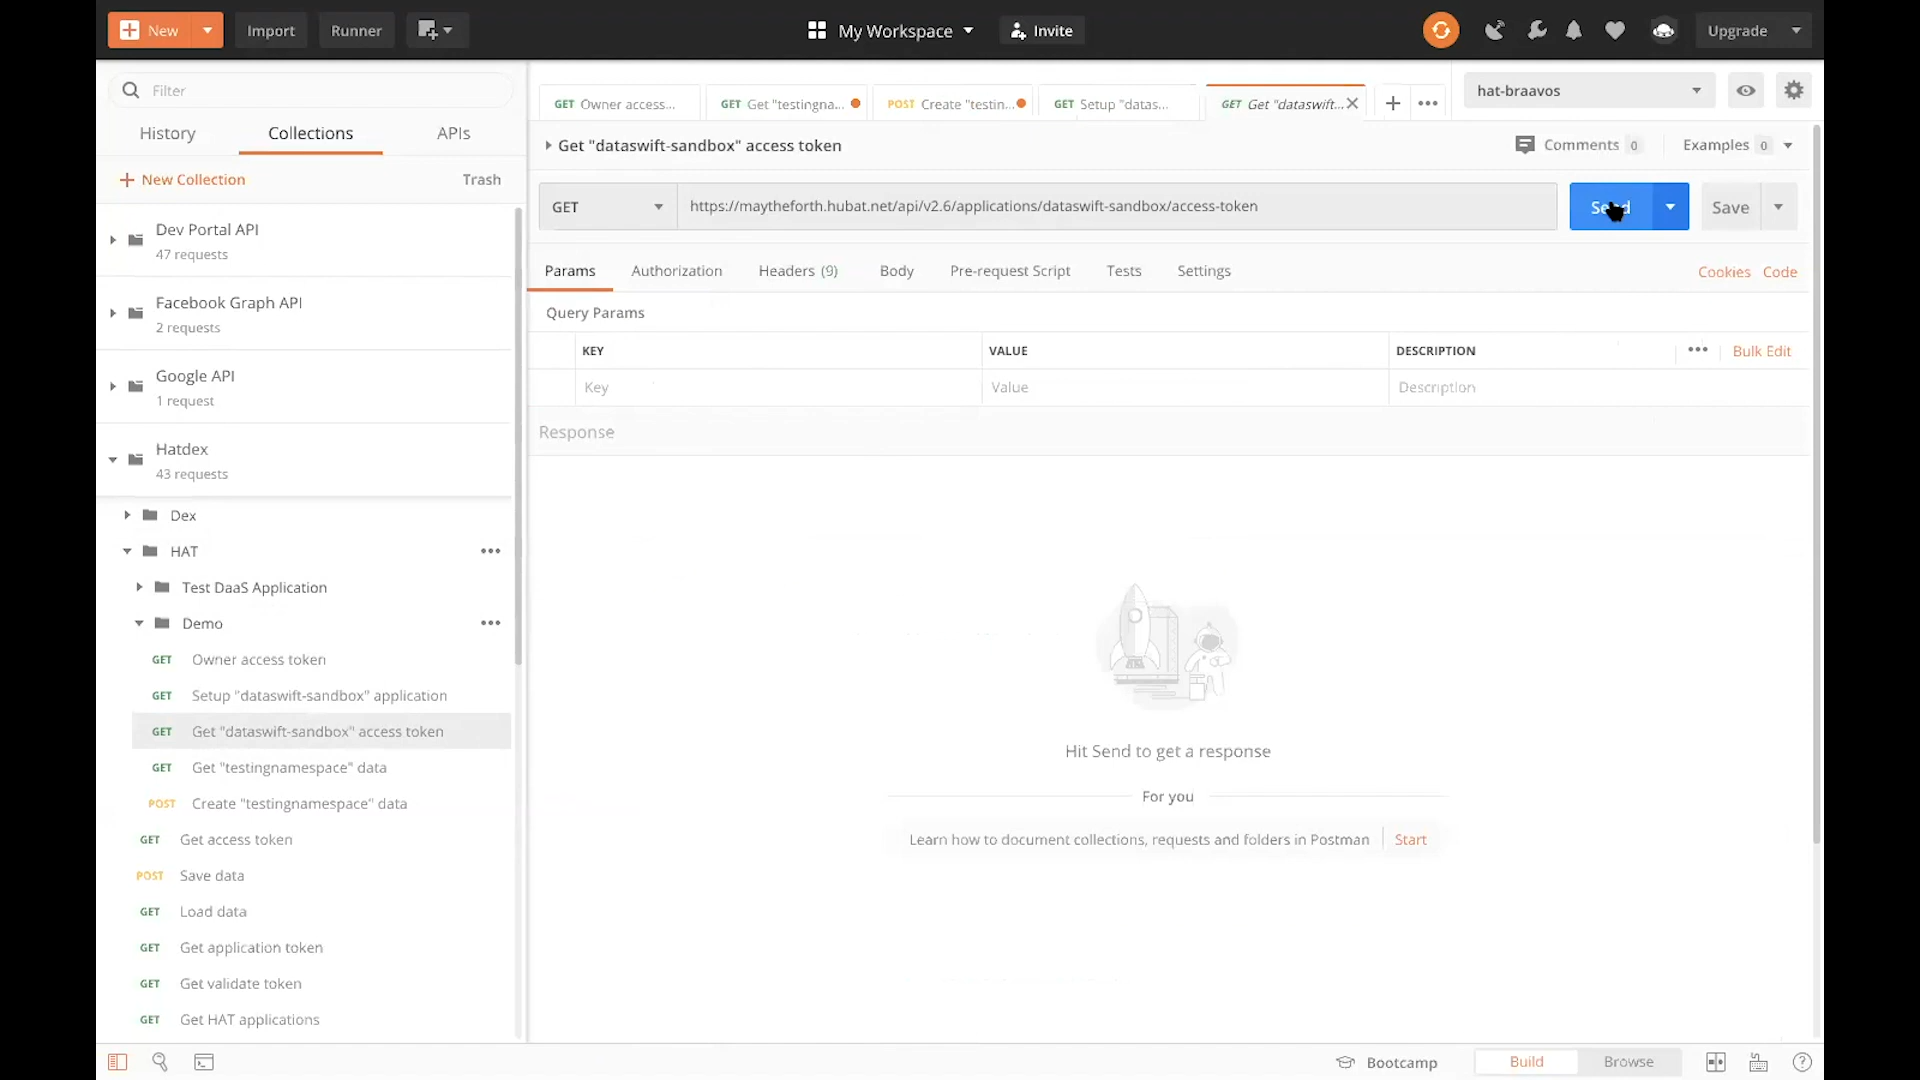 New
Import
Runner
My Workspace
Invite
Upgrade
Filter
History
Collections
APIs
New Collection
Trash
Dev Portal API
47 requests
Facebook Graph API
2 requests
Google API
1 request
Hatdex
43 requests
Dex
HAT
Test DaaS Application
Demo
GET Owner access token
GET Setup "dataswift-sandbox" application
GET Get "dataswift-sandbox" access token
GET Get "testingnamespace" data
POST Create "testingnamespace" data
GET Get access token
POST Save data
GET Load data
GET Get application token
GET Get validate token
GET Get HAT applications
GET Owner access...
GET Get "testingna...
POST Create "testin...
GET Setup "datas...
GET Get "dataswift...
hat-braavos
Get "dataswift-sandbox" access token
Comments 0
Examples 0
GET
https://maytheforth.hubat.net/api/v2.6/applications/dataswift-sandbox/access-token
Send
Save
Params
Authorization
Headers (9)
Body
Pre-request Script
Tests
Settings
Cookies
Code
Query Params
KEY
VALUE
DESCRIPTION
Bulk Edit
Key
Value
Description
Response
Hit Send to get a response
For you
Learn how to document collections, requests and folders in Postman
Start
Bootcamp
Build
Browse